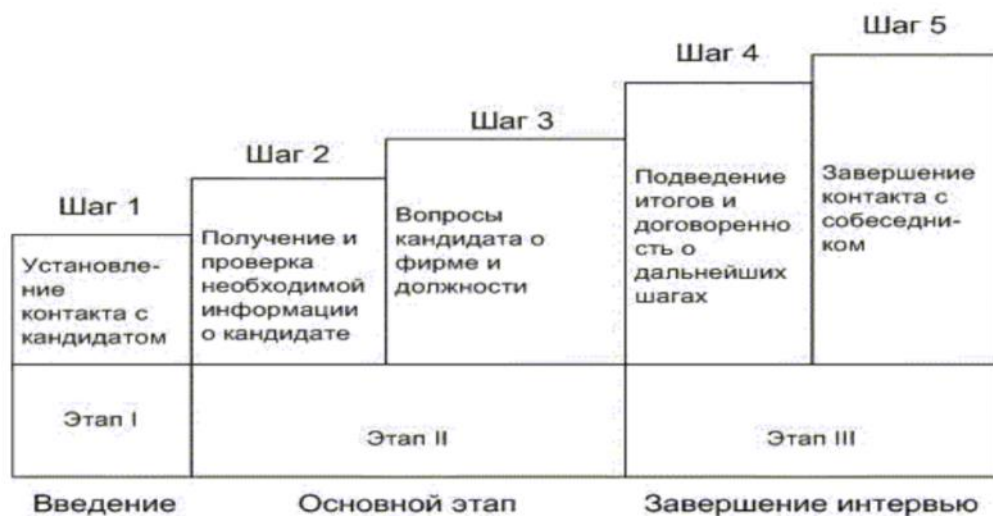 Шаг 1
Установле-
ние
контакта с
кандидатом
Шаг 2
Получение и
проверка
необходимой
информации
о кандидате
Шаг 3
Вопросы
кандидата о
фирме и
должности
Шаг 4
Подведение
итогов и
договоренно
сть о
дальнейших
шагах
Шаг 5
Завершение
контакта с
собеседни-
ком
Этап I
Этап II
Этап III
Введение
Основной этап
Завершение интервью